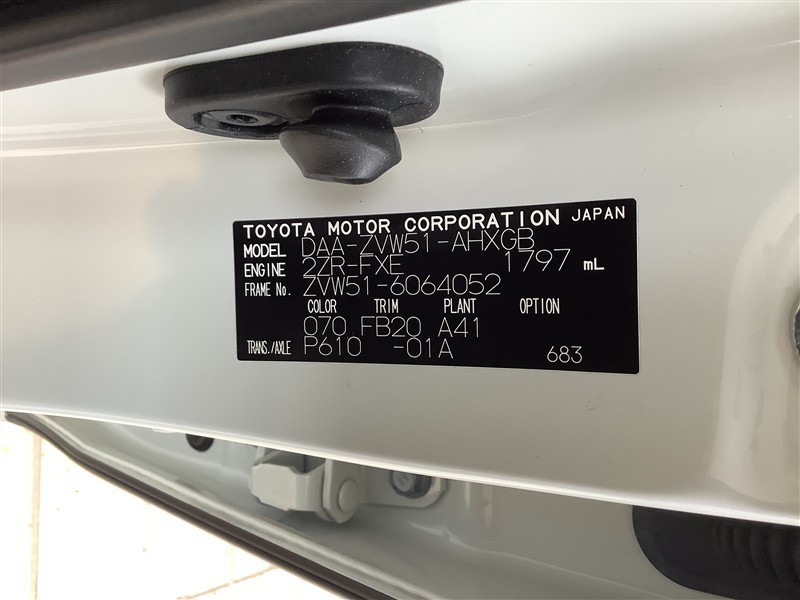 TOYOTA MOTOR CORPORATION JAPAN
MODEL DAA-ZVW51-AHXGB
ENGINE 2ZR-FXE 1797 mL
FRAME No. ZVW51-6064052
COLOR TRIM PLANT OPTION
070 FB20 A41
TRANS./AXLE P610 -01A 683